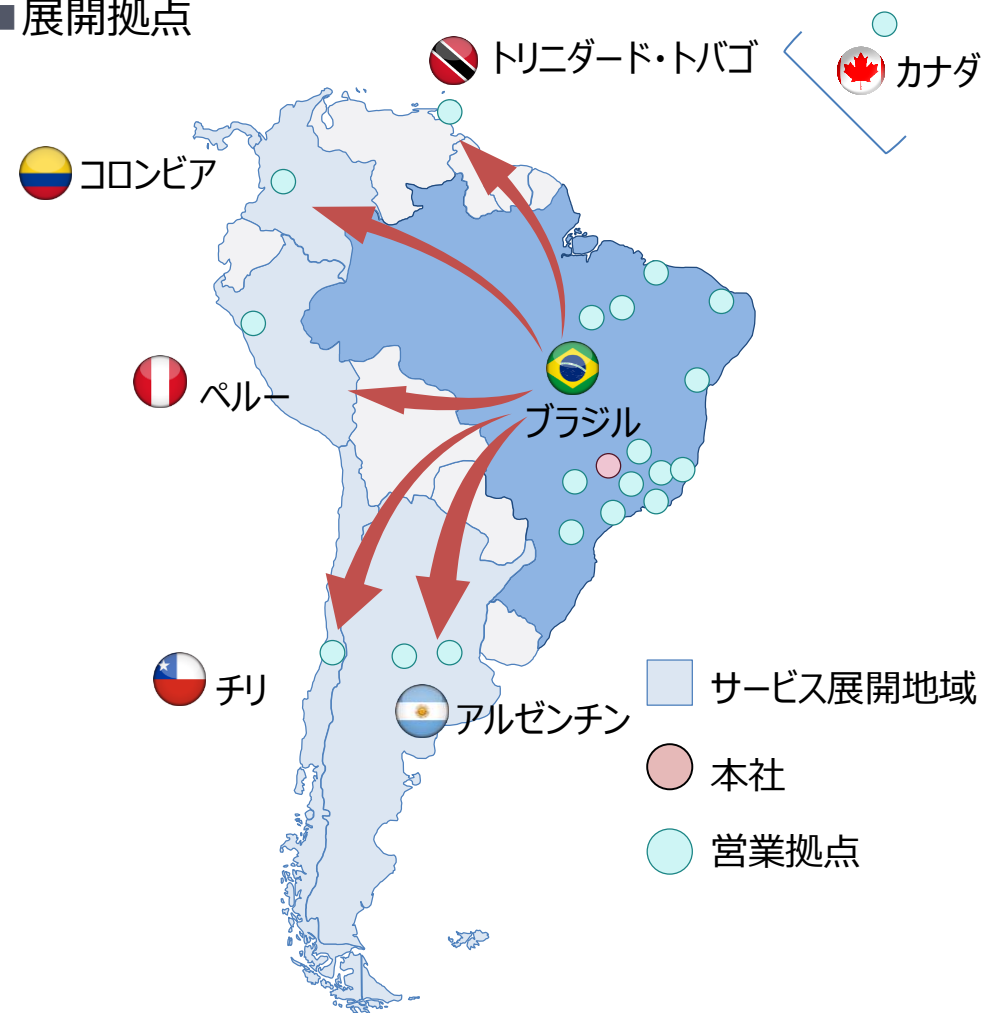 ■展開拠点
トリニダード・トバゴ
カナダ
コロンビア
ペルー
ブラジル
チリ
アルゼンチン
サービス展開地域
本社
営業拠点